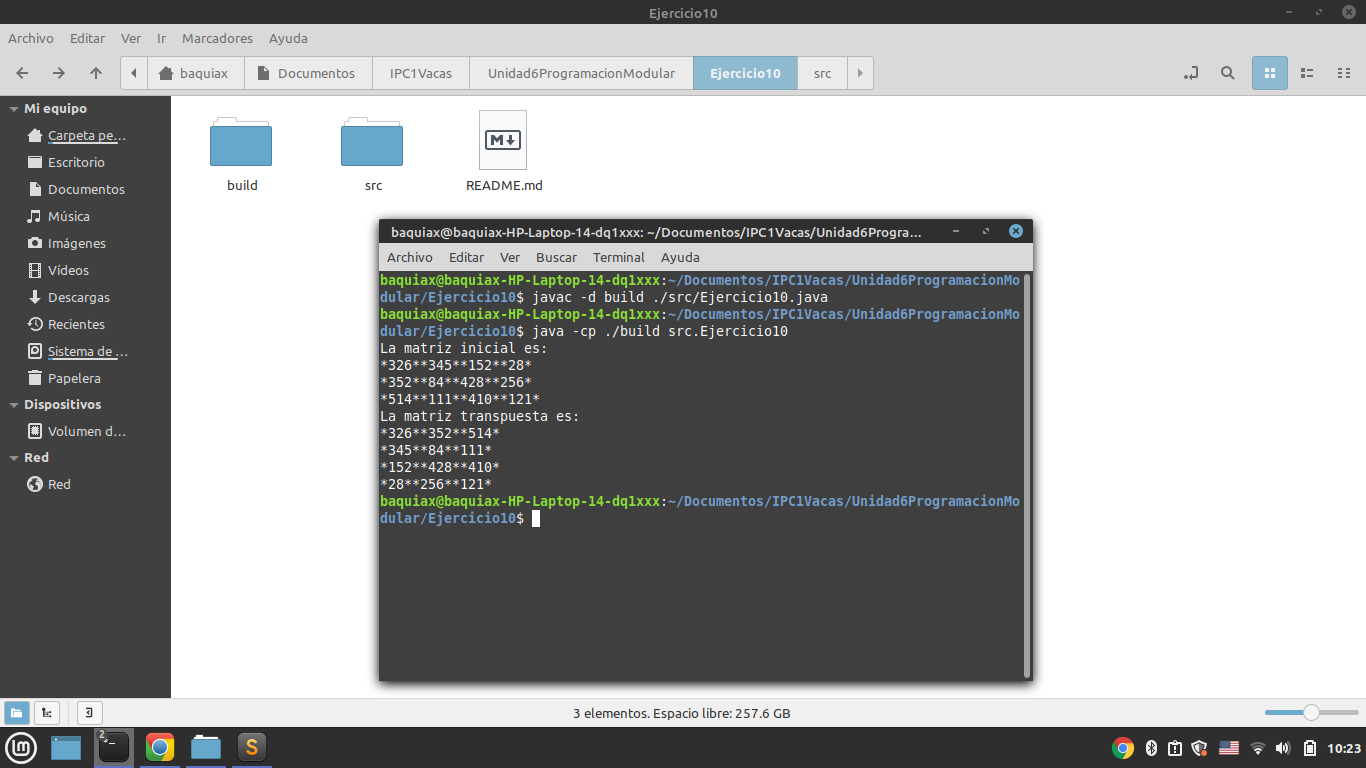 Ejercicio10
Archivo Editar Ver Ir Marcadores Ayuda
baquiax Documentos IPC1Vacas Unidad6ProgramacionModular Ejercicio10 src
Mi equipo
Carpeta pe...
Escritorio
Documentos
Música
Imágenes
Vídeos
Descargas
Recientes
Sistema de ...
Papelera
Dispositivos
Volumen d...
Red
Red
build src README.md
baquiax@baquiax-HP-Laptop-14-dq1xxx: ~/Documentos/IPC1Vacas/Unidad6Progra...
Archivo Editar Ver Buscar Terminal Ayuda
baquiax@baquiax-HP-Laptop-14-dq1xxx:~/Documentos/IPC1Vacas/Unidad6ProgramacionMo
dular/Ejercicio10$ javac -d build ./src/Ejercicio10.java
baquiax@baquiax-HP-Laptop-14-dq1xxx:~/Documentos/IPC1Vacas/Unidad6ProgramacionMo
dular/Ejercicio10$ java -cp ./build src.Ejercicio10
La matriz inicial es:
*326**345**152**28*
*352**84**428**256*
*514**111**410**121*
La matriz transpuesta es:
*326**352**514*
*345**84**111*
*152**428**410*
*28**256**121*
baquiax@baquiax-HP-Laptop-14-dq1xxx:~/Documentos/IPC1Vacas/Unidad6ProgramacionMo
dular/Ejercicio10$
3 elementos. Espacio libre: 257.6 GB
2
10:23